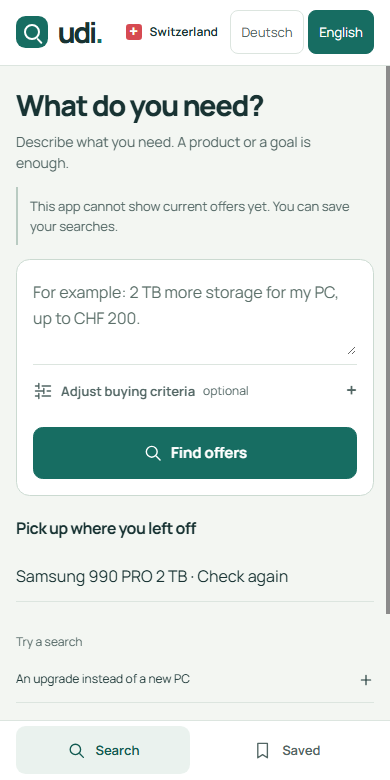 udi.
Switzerland
Deutsch
English
What do you need?
Describe what you need. A product or a goal is
enough.
This app cannot show current offers yet. You can save
your searches.
For example: 2 TB more storage for my PC,
up to CHF 200.
Adjust buying criteria optional +
Find offers
Pick up where you left off
Samsung 990 PRO 2 TB · Check again
Try a search
An upgrade instead of a new PC +
Search
Saved